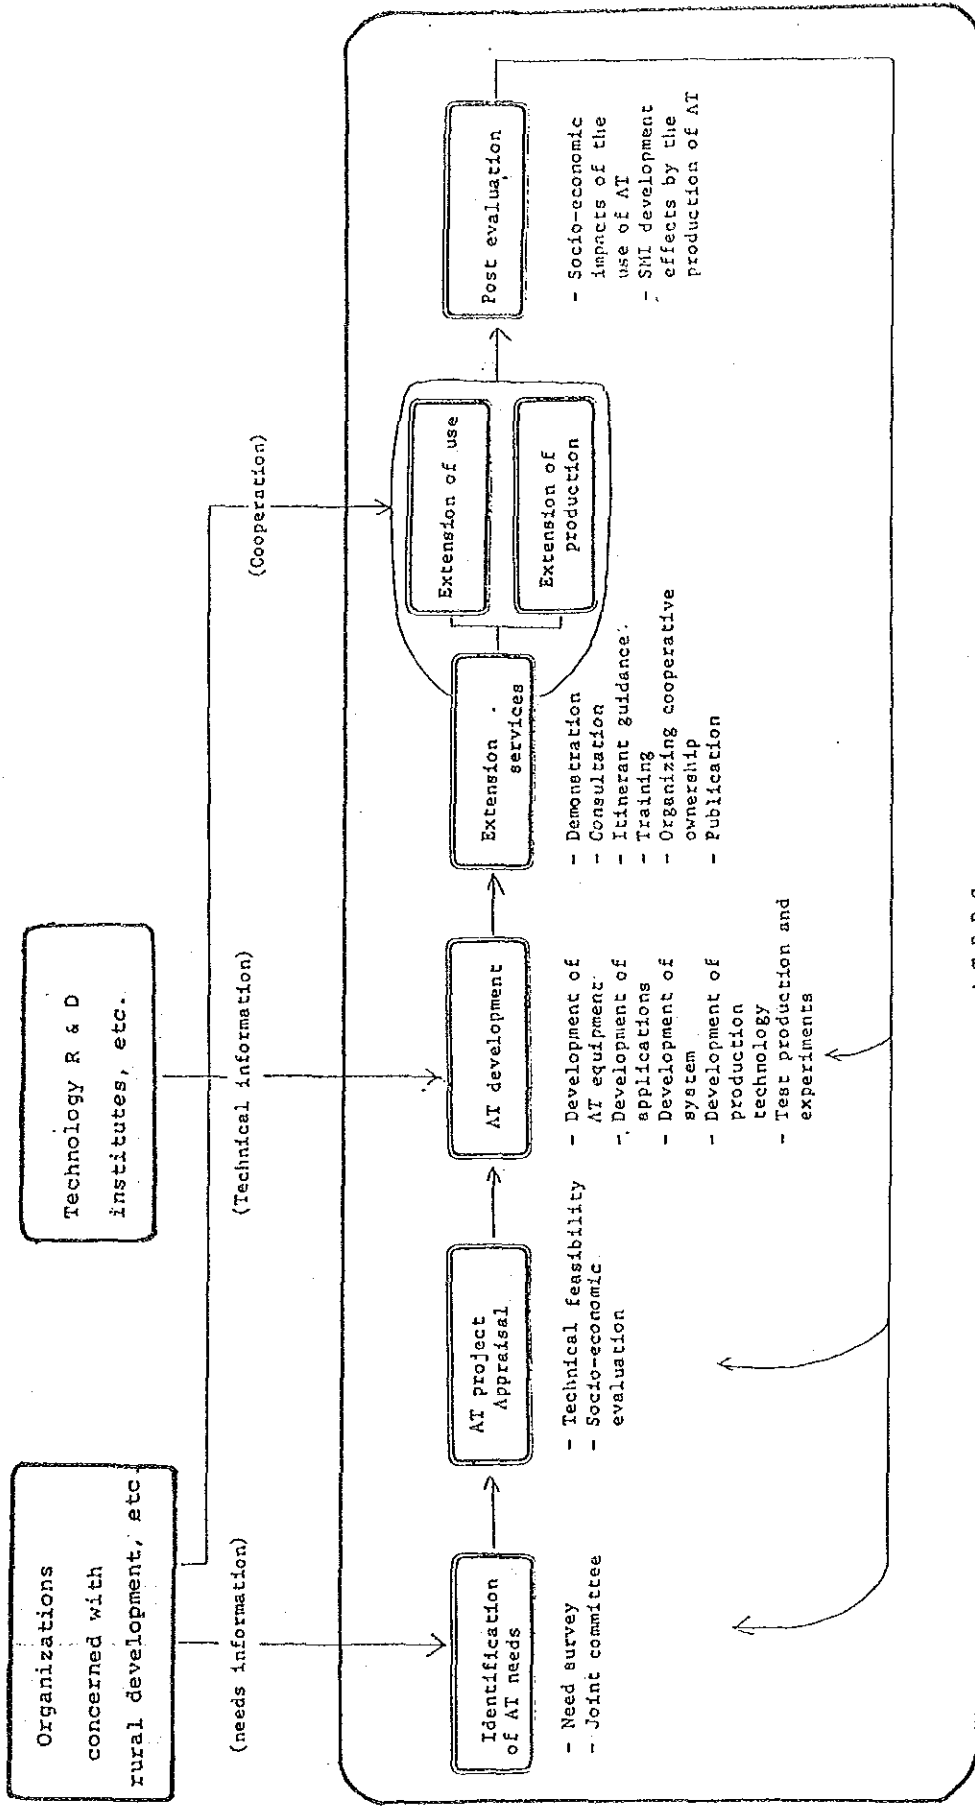 Organizations
concerned with
rural development, etc.
Technology R & D
institutes, etc.
(needs information)
(Technical information)
(Cooperation)
Identification
of AT needs
- Need survey
- Joint committee
AT project
Appraisal
- Technical feasibility
- Socio-economic
evaluation
AT development
- Development of
AT equipment
- Development of
applications
- Development of
system
- Development of
production
technology
- Test production and
experiments
Extension
services
- Demonstration
- Consultation
- Itinerant guidance
- Training
- Organizing cooperative
ownership
- Publication
Extension of use
Extension of
production
Post evaluation
- Socio-economic
impacts of the
use of AT
- SMI development
effects by the
production of AT